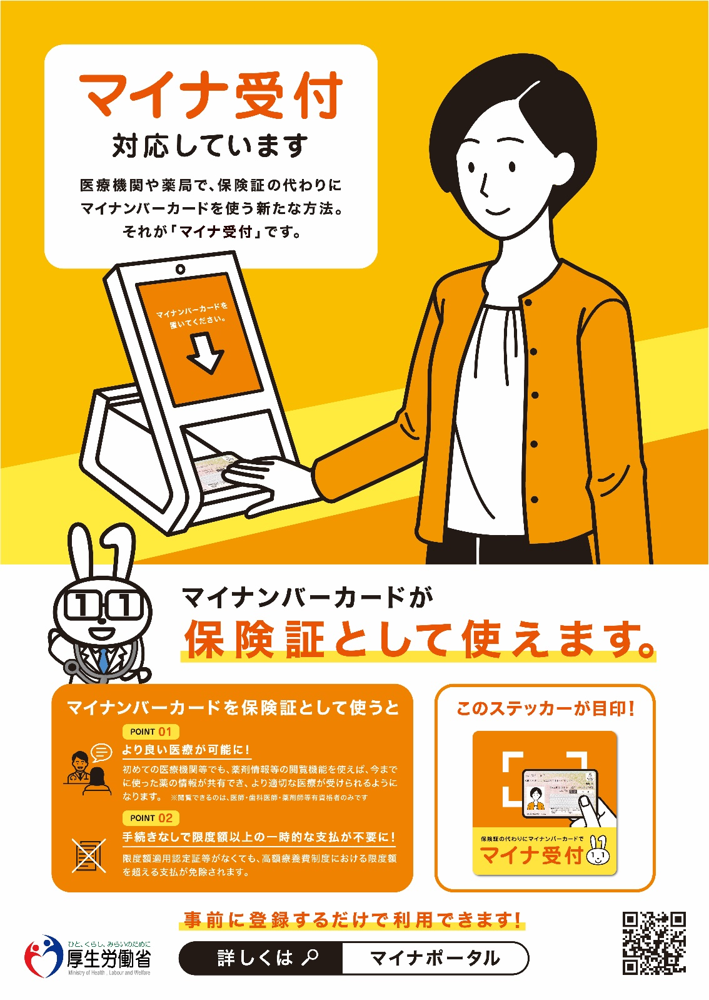 マイナ受付
対応しています
医療機関や薬局で、保険証の代わりに
マイナンバーカードを使う新たな方法。
それが「マイナ受付」です。
マイナンバーカードを
置いてください。
マイナンバーカードが
保険証として使えます。
マイナンバーカードを保険証として使うと
POINT 01
より良い医療が可能に！
初めての医療機関等でも、薬剤情報等の閲覧機能を使えば、今まで
に使った薬の情報が共有でき、より適切な医療が受けられるように
なります。 ※閲覧できるのは、医師・歯科医師・薬剤師等有資格者のみです
POINT 02
手続きなしで限度額以上の一時的な支払が不要に！
限度額適用認定証等がなくても、高額療養費制度における限度額
を超える支払が免除されます。
このステッカーが目印！
保険証の代わりにマイナンバーカードで
マイナ受付
事前に登録するだけで利用できます！
詳しくは
マイナポータル
ひと、くらし、みらいのために
厚生労働省
Ministry of Health, Labour and Welfare